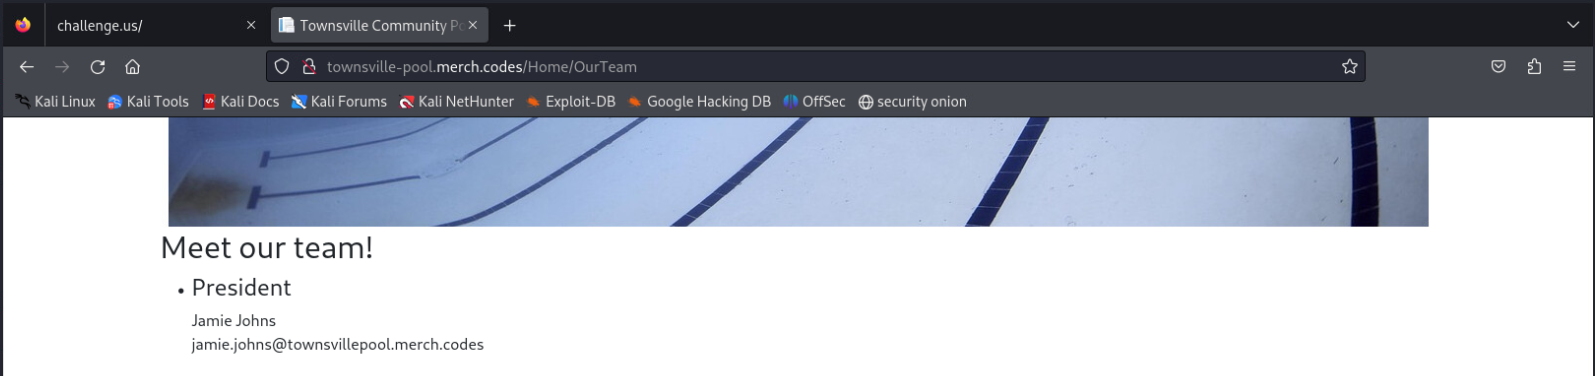 challenge.us/
Townsville Community Po
townsville-pool.merch.codes/Home/OurTeam
Kali Linux Kali Tools Kali Docs Kali Forums Kali NetHunter Exploit-DB Google Hacking DB OffSec security onion
Meet our team!
President
Jamie Johns
jamie.johns@townsvillepool.merch.codes